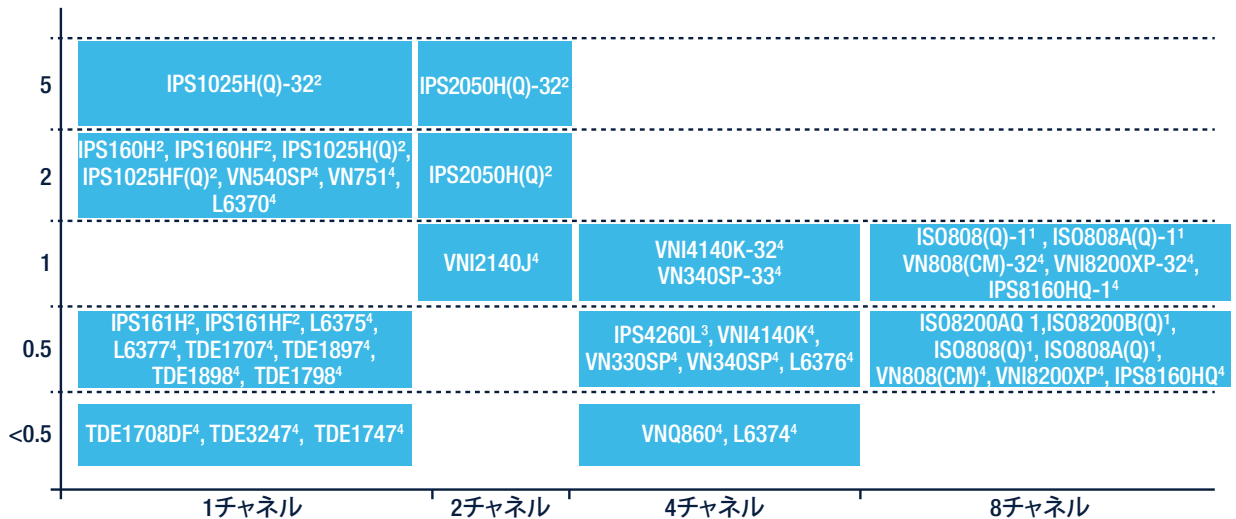 5
IPS1025H(Q)-32²
IPS2050H(Q)-32²
2
IPS160H², IPS160HF², IPS1025H(Q)²,
IPS1025HF(Q)², VN540SP⁴, VN751⁴,
L6370⁴
IPS2050H(Q)²
1
VNI2140J⁴
VNI4140K-32⁴
VN340SP-33⁴
ISO808(Q)-1¹ , ISO808A(Q)-1¹
VN808(CM)-32⁴, VNI8200XP-32⁴,
IPS8160HQ-1⁴
0.5
IPS161H², IPS161HF², L6375⁴,
L6377⁴, TDE1707⁴, TDE1897⁴,
TDE1898⁴, TDE1798⁴
IPS4260L³, VNI4140K⁴,
VN330SP⁴, VN340SP⁴, L6376⁴
ISO8200AQ 1,ISO8200B(Q)¹,
ISO808(Q)¹, ISO808A(Q)¹,
VN808(CM)⁴, VNI8200XP⁴, IPS8160HQ⁴
<0.5
TDE1708DF⁴, TDE3247⁴, TDE1747⁴
VNQ860⁴, L6374⁴
1チャネル
2チャネル
4チャネル
8チャネル